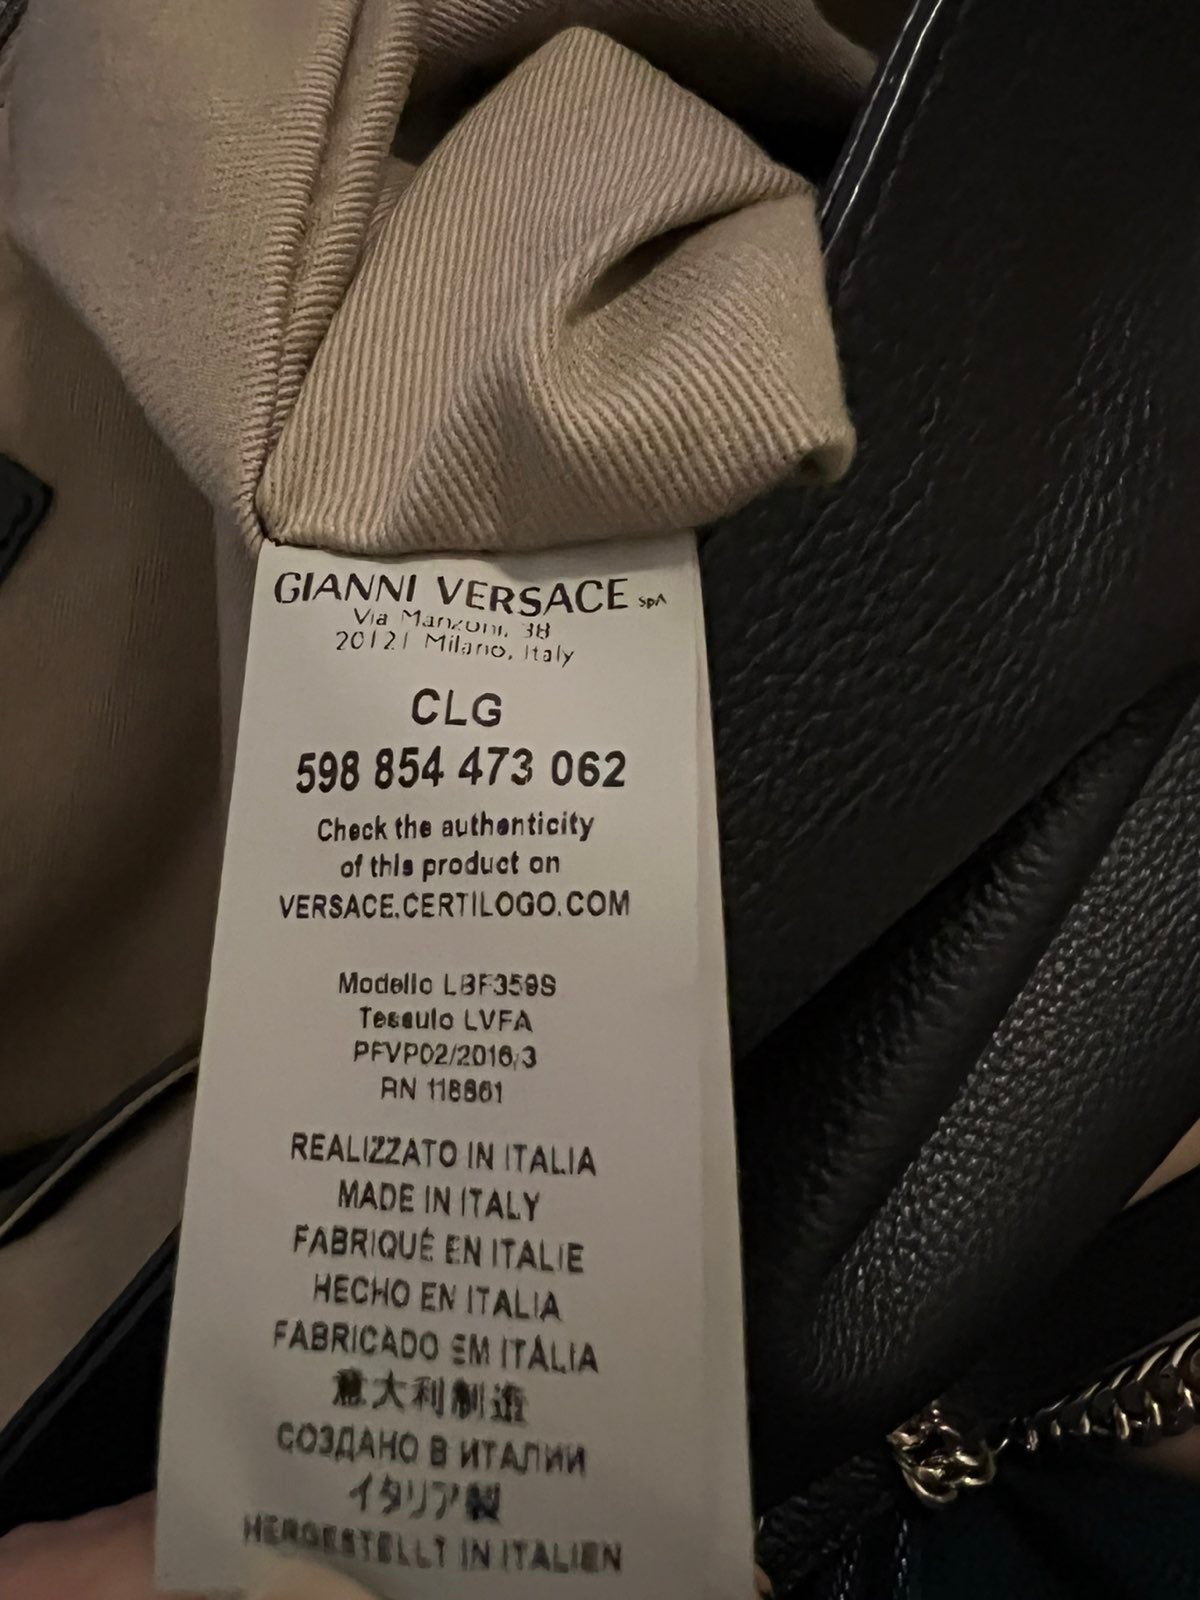 GIANNI VERSACE SpA
Via Manzoni, 38
20121 Milano, Italy
CLG
598 854 473 062
Check the authenticity
of this product on
VERSACE.CERTILOGO.COM
Modello LBF359S
Tessuto LVFA
PFVP02/2016/3
RN 118861
REALIZZATO IN ITALIA
MADE IN ITALY
FABRIQUÉ EN ITALIE
HECHO EN ITALIA
FABRICADO EM ITÁLIA
意大利制造
СОЗДАНО В ИТАЛИИ
イタリア製
HERGESTELLT IN ITALIEN